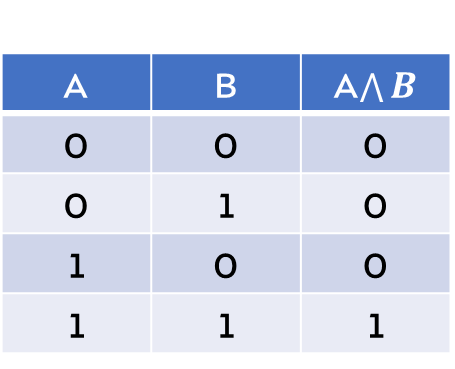 A B A⋀ B
0 0 0
0 1 0
1 0 0
1 1 1